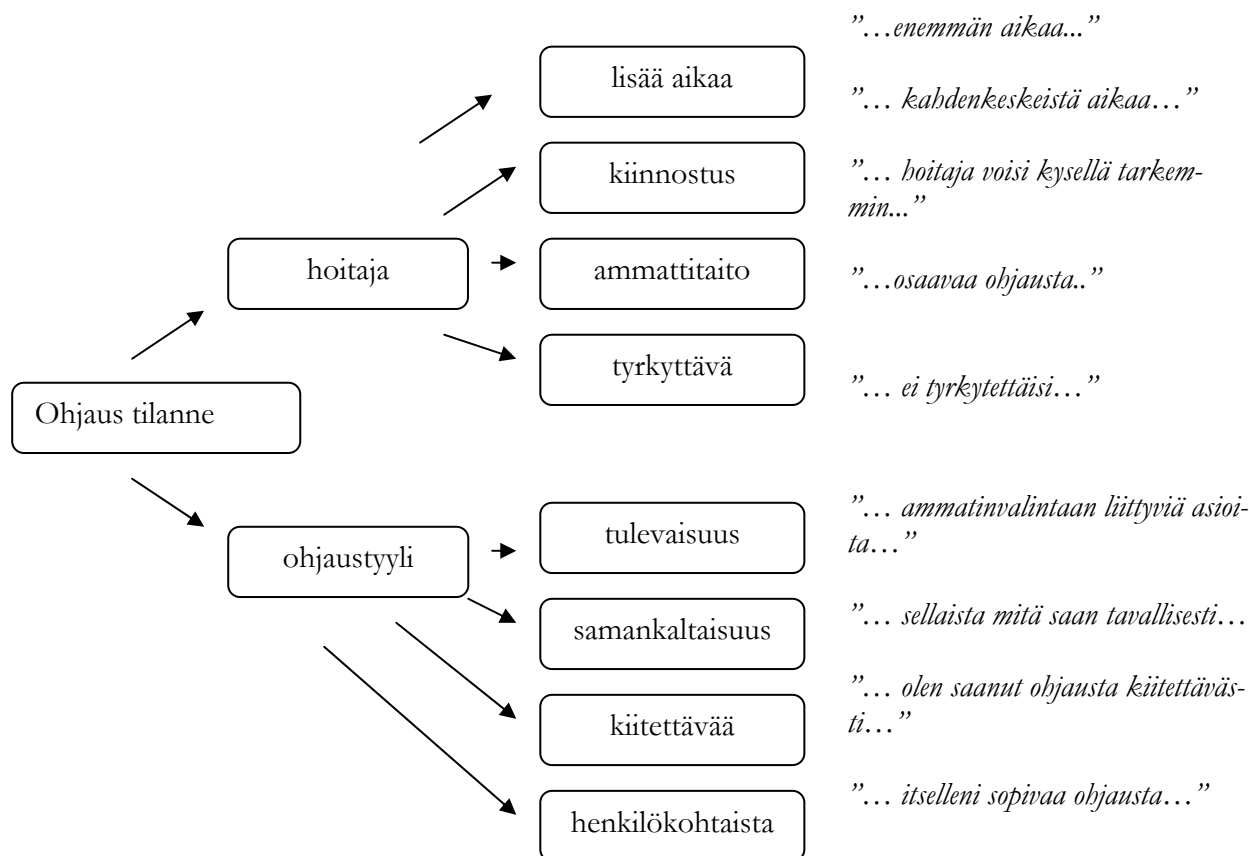 ”…enemmän aikaa...”
lisää aikaa
”… kahdenkeskeistä aikaa…”
kiinnostus
”… hoitaja voisi kysellä tarkem-
min...”
hoitaja
ammattitaito
”…osaavaa ohjausta..”
tyrkyttävä
”… ei tyrkytettäisi…”
Ohjaus tilanne
ohjaustyyli
tulevaisuus
”… ammatinvalintaan liittyviä asioi-
ta…”
samankaltaisuus
”… sellaista mitä saan tavallisesti…
kiitettävää
”… olen saanut ohjausta kiitettäväs-
ti…”
henkilökohtaista
”… itselleni sopivaa ohjausta…”